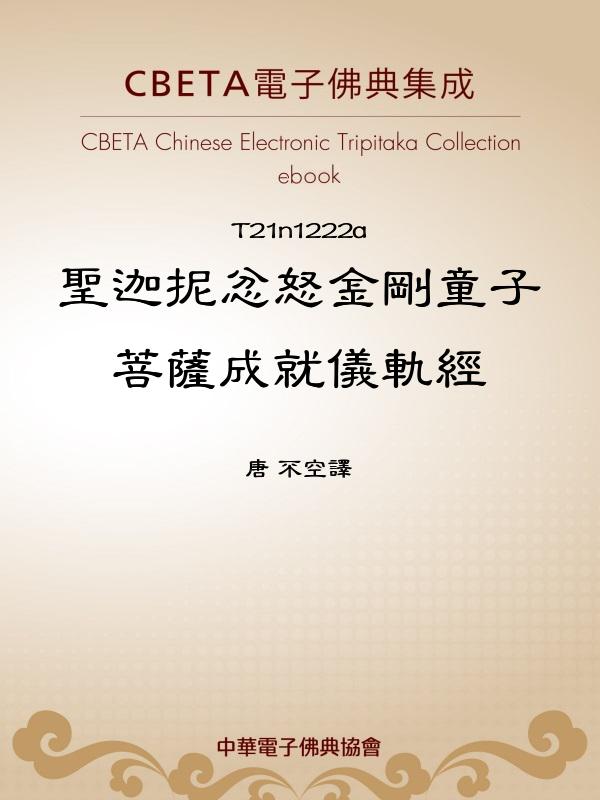 CBETA電子佛典集成
CBETA Chinese Electronic Tripitaka Collection
ebook
T21n1222a
聖迦抳忿怒金剛童子
菩薩成就儀軌經
唐 不空譯
中華電子佛典協會